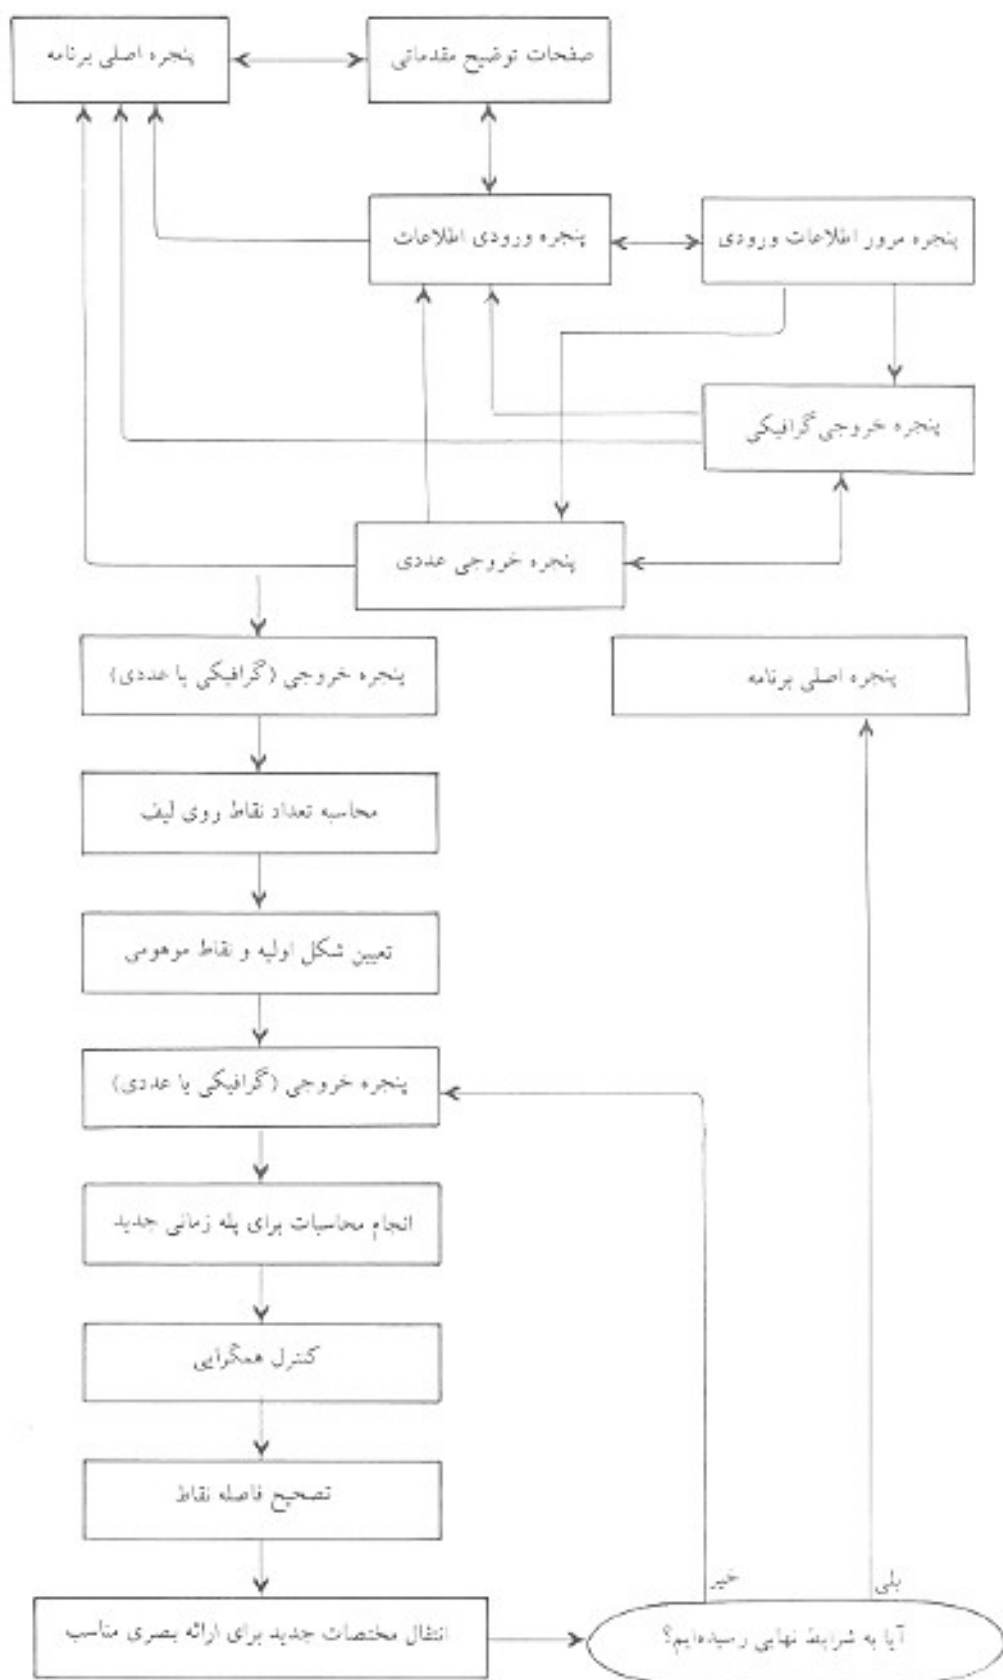 پنجره اصلی برنامه
صفحات توضیح مقدماتی
پنجره ورودی اطلاعات
پنجره مرور اطلاعات ورودی
پنجره خروجی گرافیکی
پنجره خروجی عددی
پنجره خروجی (گرافیکی یا عددی)
پنجره اصلی برنامه
محاسبه تعداد نقاط روی لیف
تعیین شکل اولیه و نقاط موهومی
پنجره خروجی (گرافیکی یا عددی)
انجام محاسبات برای پله زمانی جدید
کنترل همگرایی
تصحیح فاصله نقاط
انتقال مختصات جدید برای ارائه بصری مناسب
آیا به شرایط نهایی رسیده‌ایم؟
خیر
بلی